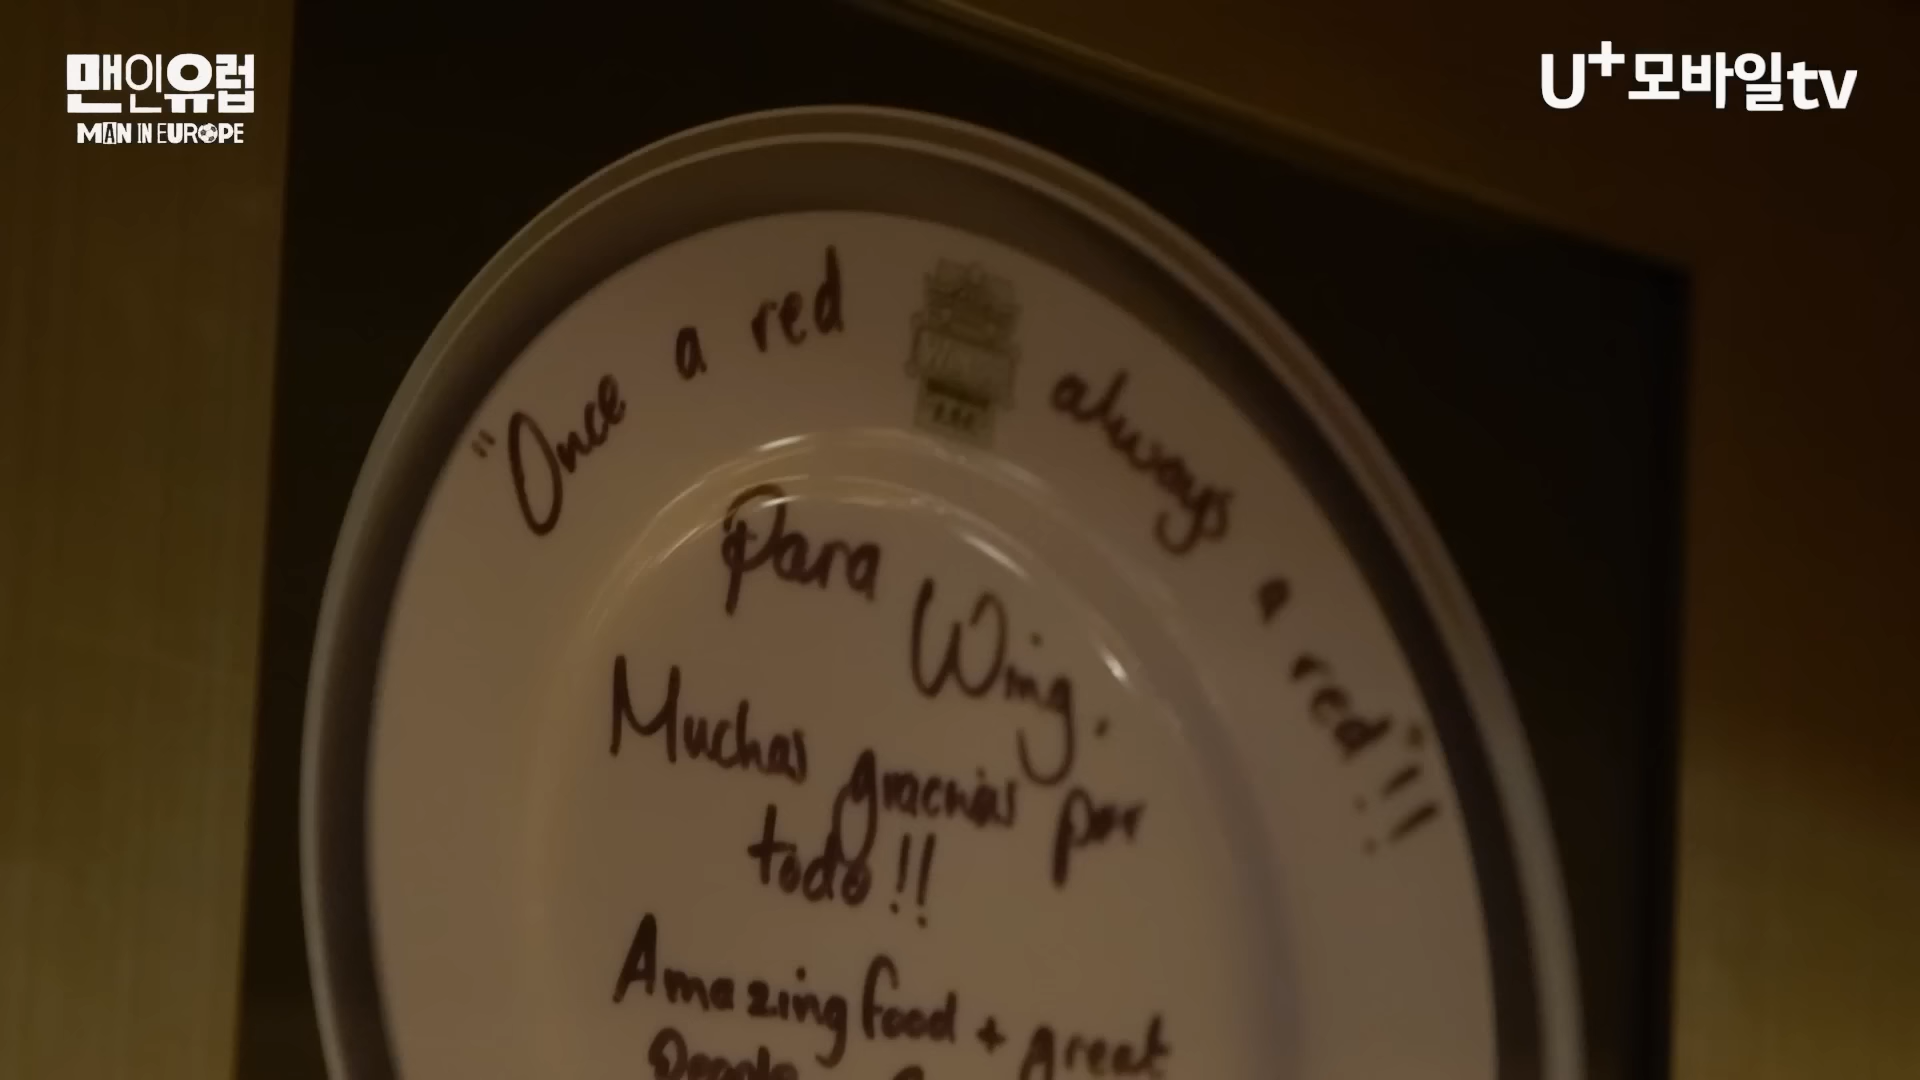 맨인유럽
MAN IN EUROPE
U+모바일tv
"Once a red always a red"!!
Para Wing.
Muchas gracias por
todo!!
Amazing food + great
People